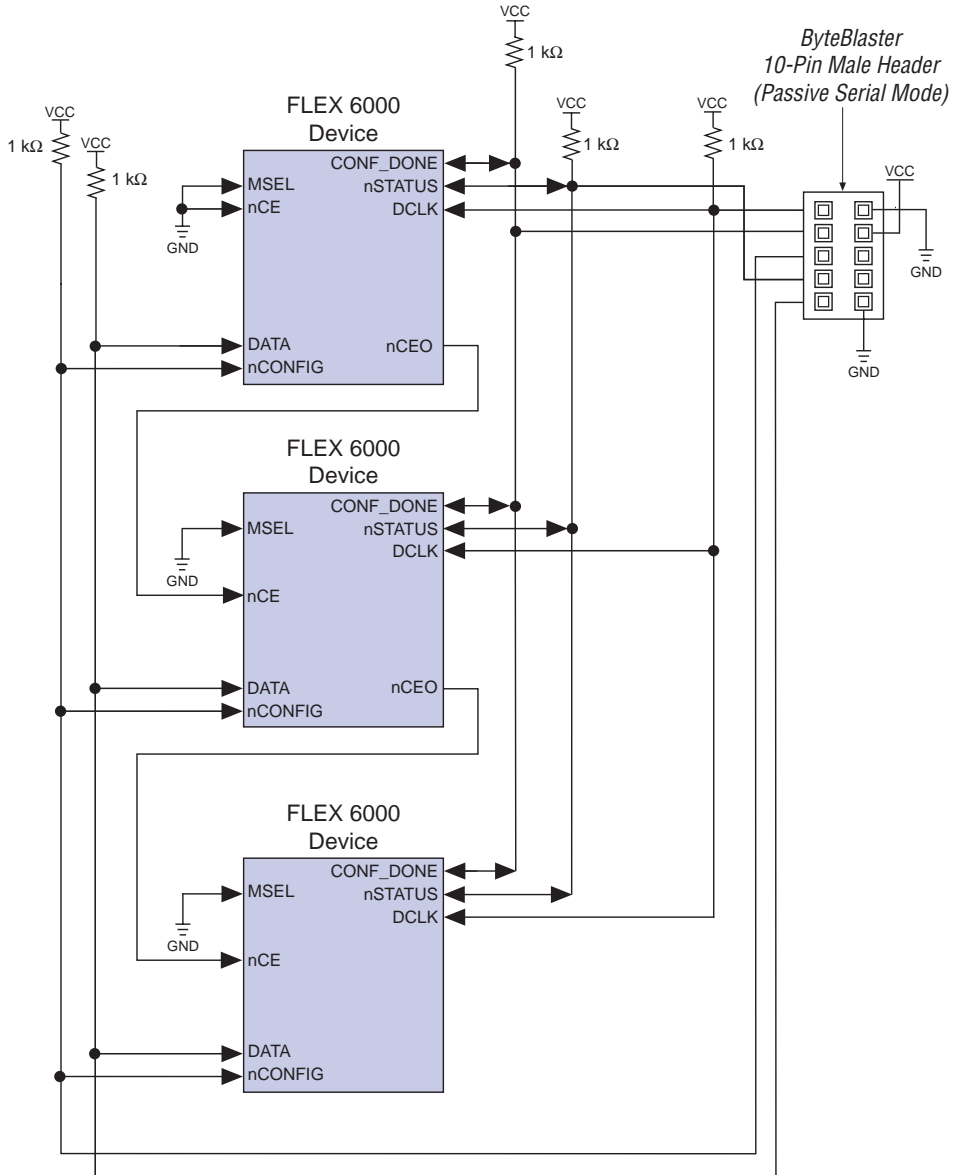 VCC
1 kΩ
ByteBlaster
10-Pin Male Header
(Passive Serial Mode)
VCC
1 kΩ
VCC
1 kΩ
FLEX 6000
Device
VCC
1 kΩ
VCC
1 kΩ
VCC
CONF_DONE
MSEL
nSTATUS
nCE
DCLK
GND
GND
GND
DATA
nCEO
nCONFIG
FLEX 6000
Device
CONF_DONE
MSEL
nSTATUS
DCLK
GND
nCE
DATA
nCEO
nCONFIG
FLEX 6000
Device
CONF_DONE
MSEL
nSTATUS
DCLK
GND
nCE
DATA
nCONFIG